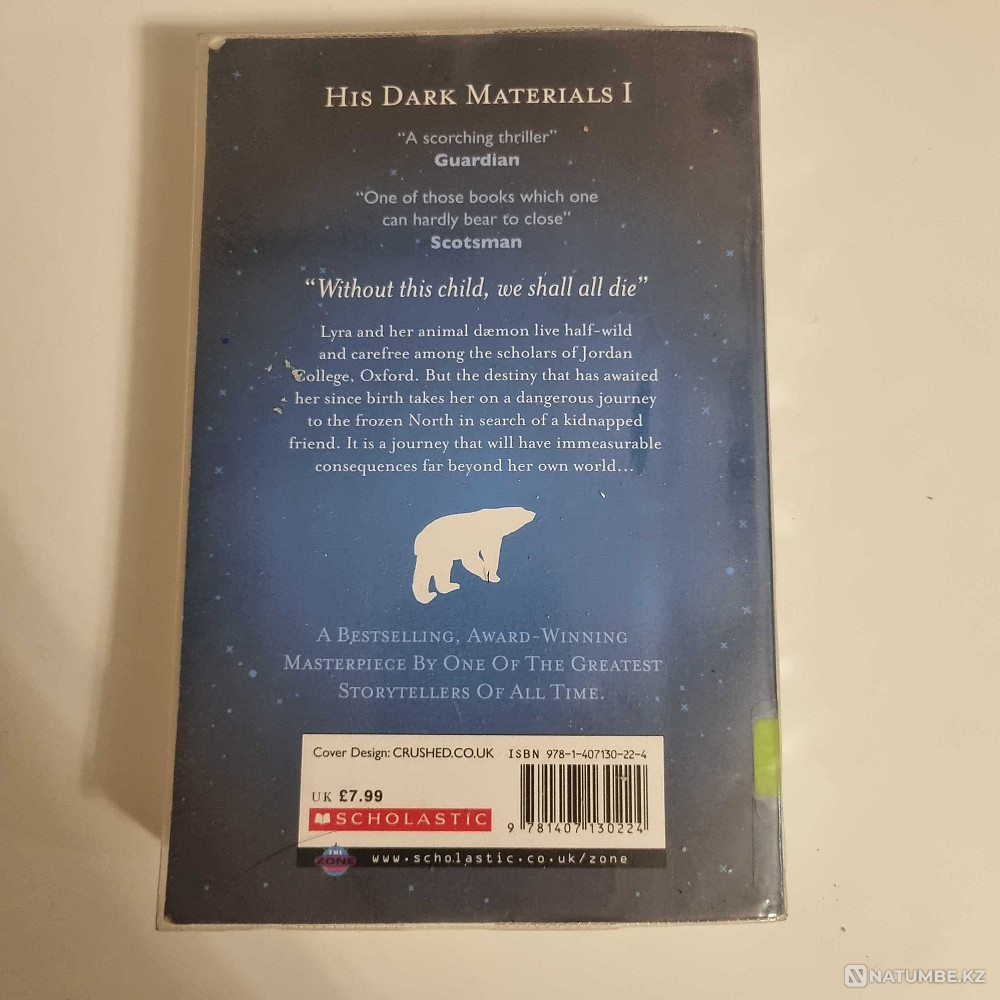 HIS DARK MATERIALS I
"A scorching thriller"
Guardian
"One of those books which one
can hardly bear to close"
Scotsman
"Without this child, we shall all die"
Lyra and her animal dæmon live half-wild
and carefree among the scholars of Jordan
College, Oxford. But the destiny that has awaited
her since birth takes her on a dangerous journey
to the frozen North in search of a kidnapped
friend. It is a journey that will have immeasurable
consequences far beyond her own world...
A BESTSELLING, AWARD-WINNING
MASTERPIECE BY ONE OF THE GREATEST
STORYTELLERS OF ALL TIME.
Cover Design: CRUSHED.CO.UK ISBN 978-1-407130-22-4
UK £7.99
SCHOLASTIC
9 781407 130224
THE
ZONE
www.scholastic.co.uk/zone
NATUMBE.KZ